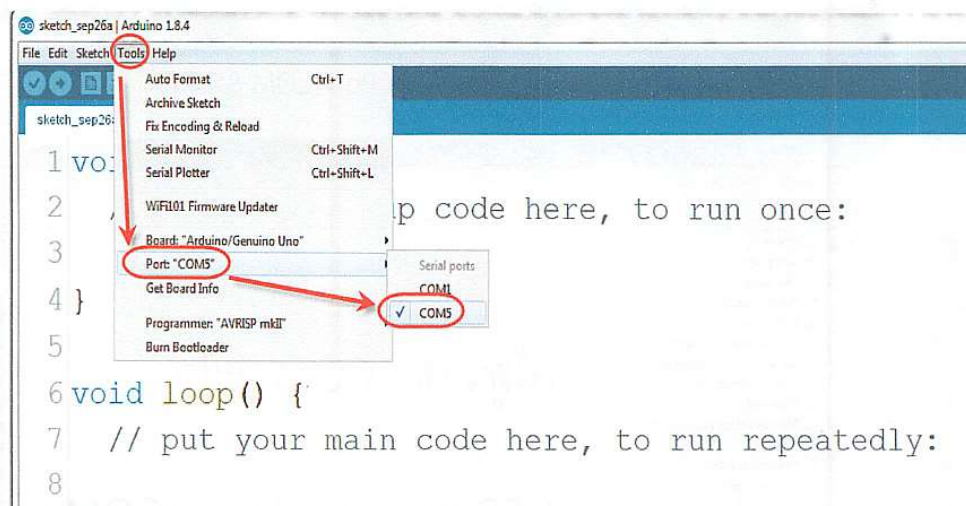 sketch_sep26a | Arduino 1.8.4
File Edit Sketch Tools Help
sketch_sep26
Auto Format Ctrl+T
Archive Sketch
Fix Encoding & Reload
Serial Monitor Ctrl+Shift+M
Serial Plotter Ctrl+Shift+L
WiFi101 Firmware Updater
Board: "Arduino/Genuino Uno"
Port: "COM5"
Get Board Info
Programmer: "AVRISP mkII"
Burn Bootloader
Serial ports
COM1
✓ COM5
1 vo
2 / p code here, to run once:
3
4 }
5
6 void loop() {
7 // put your main code here, to run repeatedly:
8